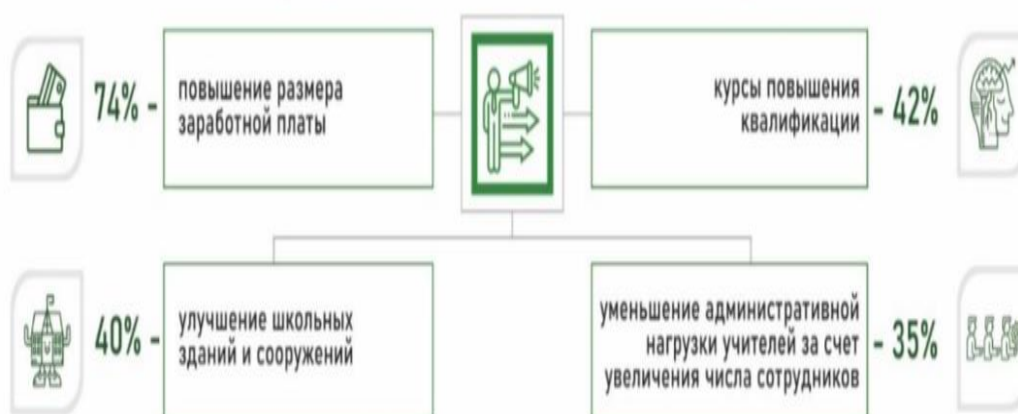 74% -
повышение размера
заработной платы
курсы повышения
квалификации
- 42%
40% -
улучшение школьных
зданий и сооружений
уменьшение административной
нагрузки учителей за счет
увеличения числа сотрудников
- 35%